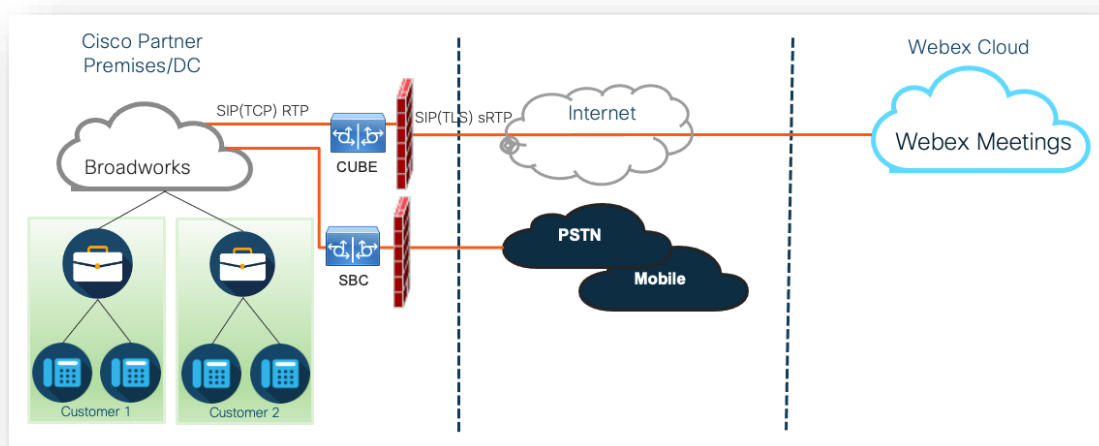 Cisco Partner
Premises/DC
Webex Cloud
SIP(TCP) RTP
SIP(TLS) sRTP
Internet
Webex Meetings
Broadworks
CUBE
PSTN
SBC
Mobile
Customer 1
Customer 2